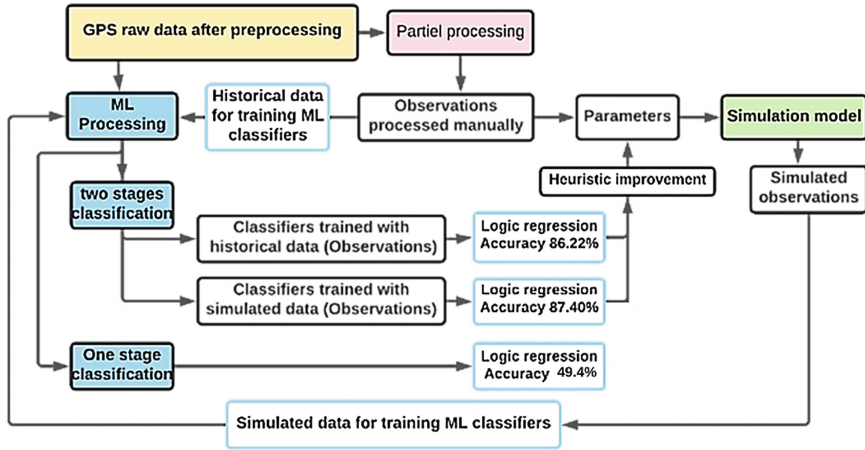 GPS raw data after preprocessing
Partiel processing
ML
Processing
Historical data
for training ML
classifiers
Observations
processed manually
Parameters
Simulation model
Heuristic improvement
Simulated
observations
two stages
classification
Classifiers trained with
historical data (Observations)
Logic regression
Accuracy 86.22%
Classifiers trained with
simulated data (Observations)
Logic regression
Accuracy 87.40%
One stage
classification
Logic regression
Accuracy 49.4%
Simulated data for training ML classifiers